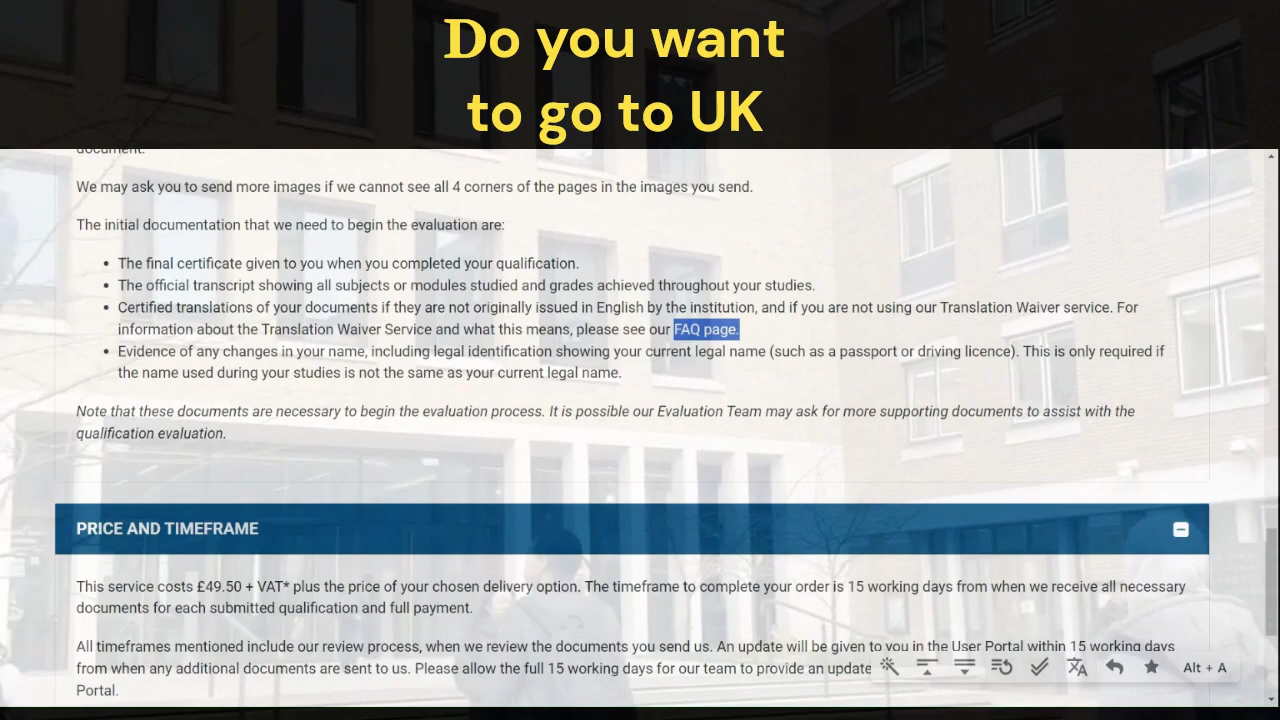 Do you want
to go to UK
document.
We may ask you to send more images if we cannot see all 4 corners of the pages in the images you send.
The initial documentation that we need to begin the evaluation are:
• The final certificate given to you when you completed your qualification.
• The official transcript showing all subjects or modules studied and grades achieved throughout your studies.
• Certified translations of your documents if they are not originally issued in English by the institution, and if you are not using our Translation Waiver service. For
information about the Translation Waiver Service and what this means, please see our FAQ page.
• Evidence of any changes in your name, including legal identification showing your current legal name (such as a passport or driving licence). This is only required if
the name used during your studies is not the same as your current legal name.
Note that these documents are necessary to begin the evaluation process. It is possible our Evaluation Team may ask for more supporting documents to assist with the
qualification evaluation.
PRICE AND TIMEFRAME
This service costs £49.50 + VAT* plus the price of your chosen delivery option. The timeframe to complete your order is 15 working days from when we receive all necessary
documents for each submitted qualification and full payment.
All timeframes mentioned include our review process, when we review the documents you send us. An update will be given to you in the User Portal within 15 working days
from when any additional documents are sent to us. Please allow the full 15 working days for our team to provide an update
Portal.
Alt + A